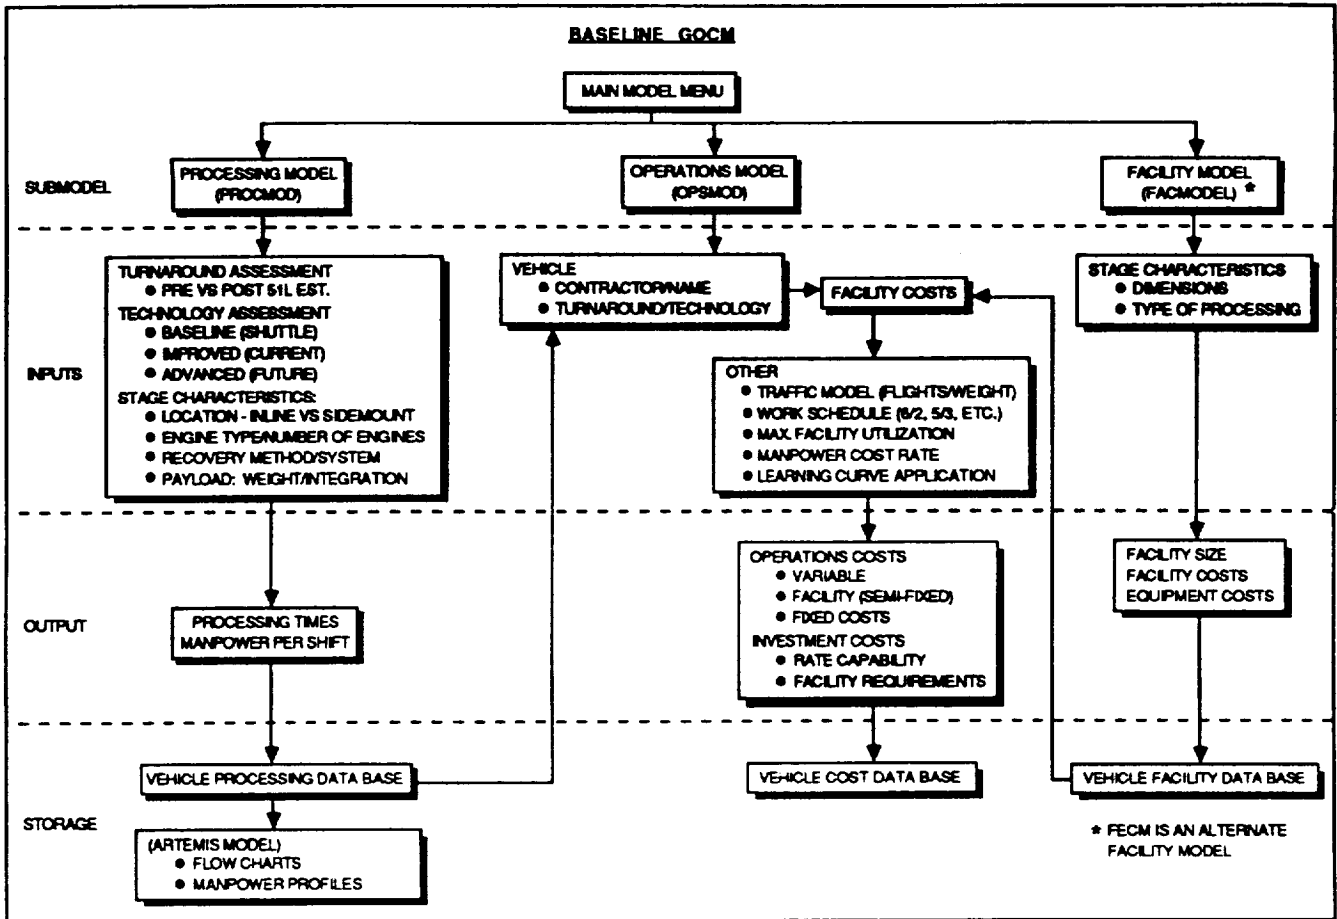 BASELINE GOCM
MAIN MODEL MENU
SUBMODEL
PROCESSING MODEL
(PROCMOD)
OPERATIONS MODEL
(OPSMOD)
FACILITY MODEL
(FACMODEL) *
INPUTS
TURNAROUND ASSESSMENT
● PRE VS POST 51L EST.
TECHNOLOGY ASSESSMENT
● BASELINE (SHUTTLE)
● IMPROVED (CURRENT)
● ADVANCED (FUTURE)
STAGE CHARACTERISTICS:
● LOCATION - INLINE VS SIDEMOUNT
● ENGINE TYPE/NUMBER OF ENGINES
● RECOVERY METHOD/SYSTEM
● PAYLOAD: WEIGHT/INTEGRATION
VEHICLE
● CONTRACTOR/NAME
● TURNAROUND/TECHNOLOGY
FACILITY COSTS
OTHER
● TRAFFIC MODEL (FLIGHTS/WEIGHT)
● WORK SCHEDULE (6/2, 5/3, ETC.)
● MAX. FACILITY UTILIZATION
● MANPOWER COST RATE
● LEARNING CURVE APPLICATION
STAGE CHARACTERISTICS
● DIMENSIONS
● TYPE OF PROCESSING
OUTPUT
PROCESSING TIMES
MANPOWER PER SHIFT
OPERATIONS COSTS
● VARIABLE
● FACILITY (SEMI-FIXED)
● FIXED COSTS
INVESTMENT COSTS
● RATE CAPABILITY
● FACILITY REQUIREMENTS
FACILITY SIZE
FACILITY COSTS
EQUIPMENT COSTS
STORAGE
VEHICLE PROCESSING DATA BASE
(ARTEMIS MODEL)
● FLOW CHARTS
● MANPOWER PROFILES
VEHICLE COST DATA BASE
VEHICLE FACILITY DATA BASE
* FECM IS AN ALTERNATE
FACILITY MODEL